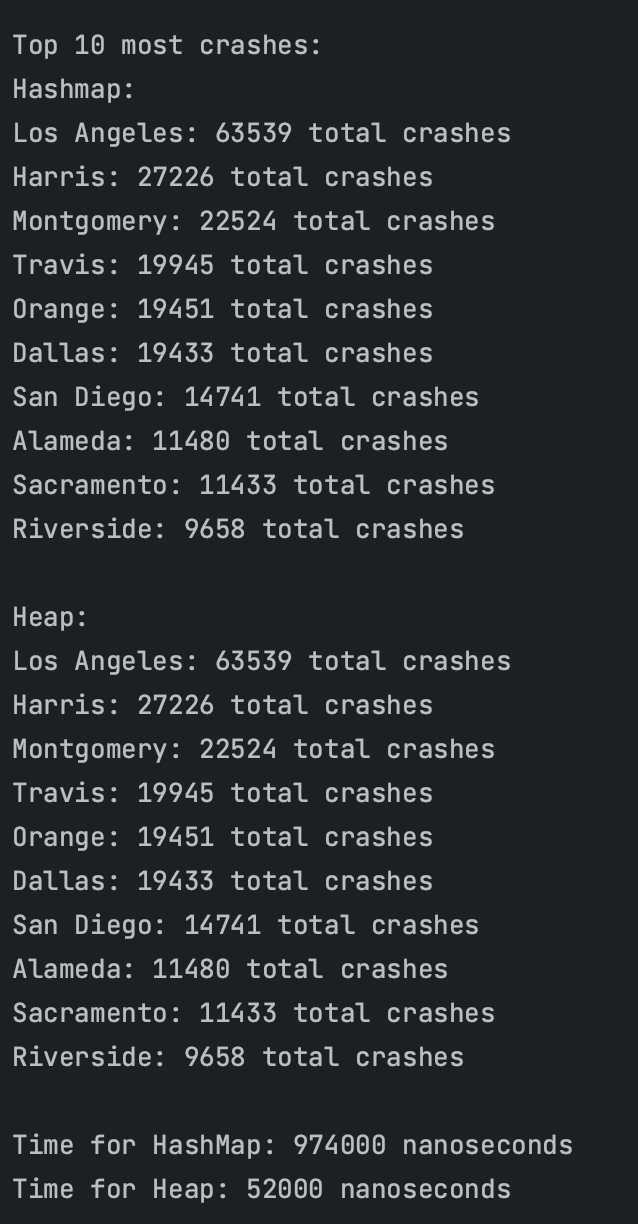 Top 10 most crashes:
Hashmap:
Los Angeles: 63539 total crashes
Harris: 27226 total crashes
Montgomery: 22524 total crashes
Travis: 19945 total crashes
Orange: 19451 total crashes
Dallas: 19433 total crashes
San Diego: 14741 total crashes
Alameda: 11480 total crashes
Sacramento: 11433 total crashes
Riverside: 9658 total crashes
Heap:
Los Angeles: 63539 total crashes
Harris: 27226 total crashes
Montgomery: 22524 total crashes
Travis: 19945 total crashes
Orange: 19451 total crashes
Dallas: 19433 total crashes
San Diego: 14741 total crashes
Alameda: 11480 total crashes
Sacramento: 11433 total crashes
Riverside: 9658 total crashes
Time for HashMap: 974000 nanoseconds
Time for Heap: 52000 nanoseconds